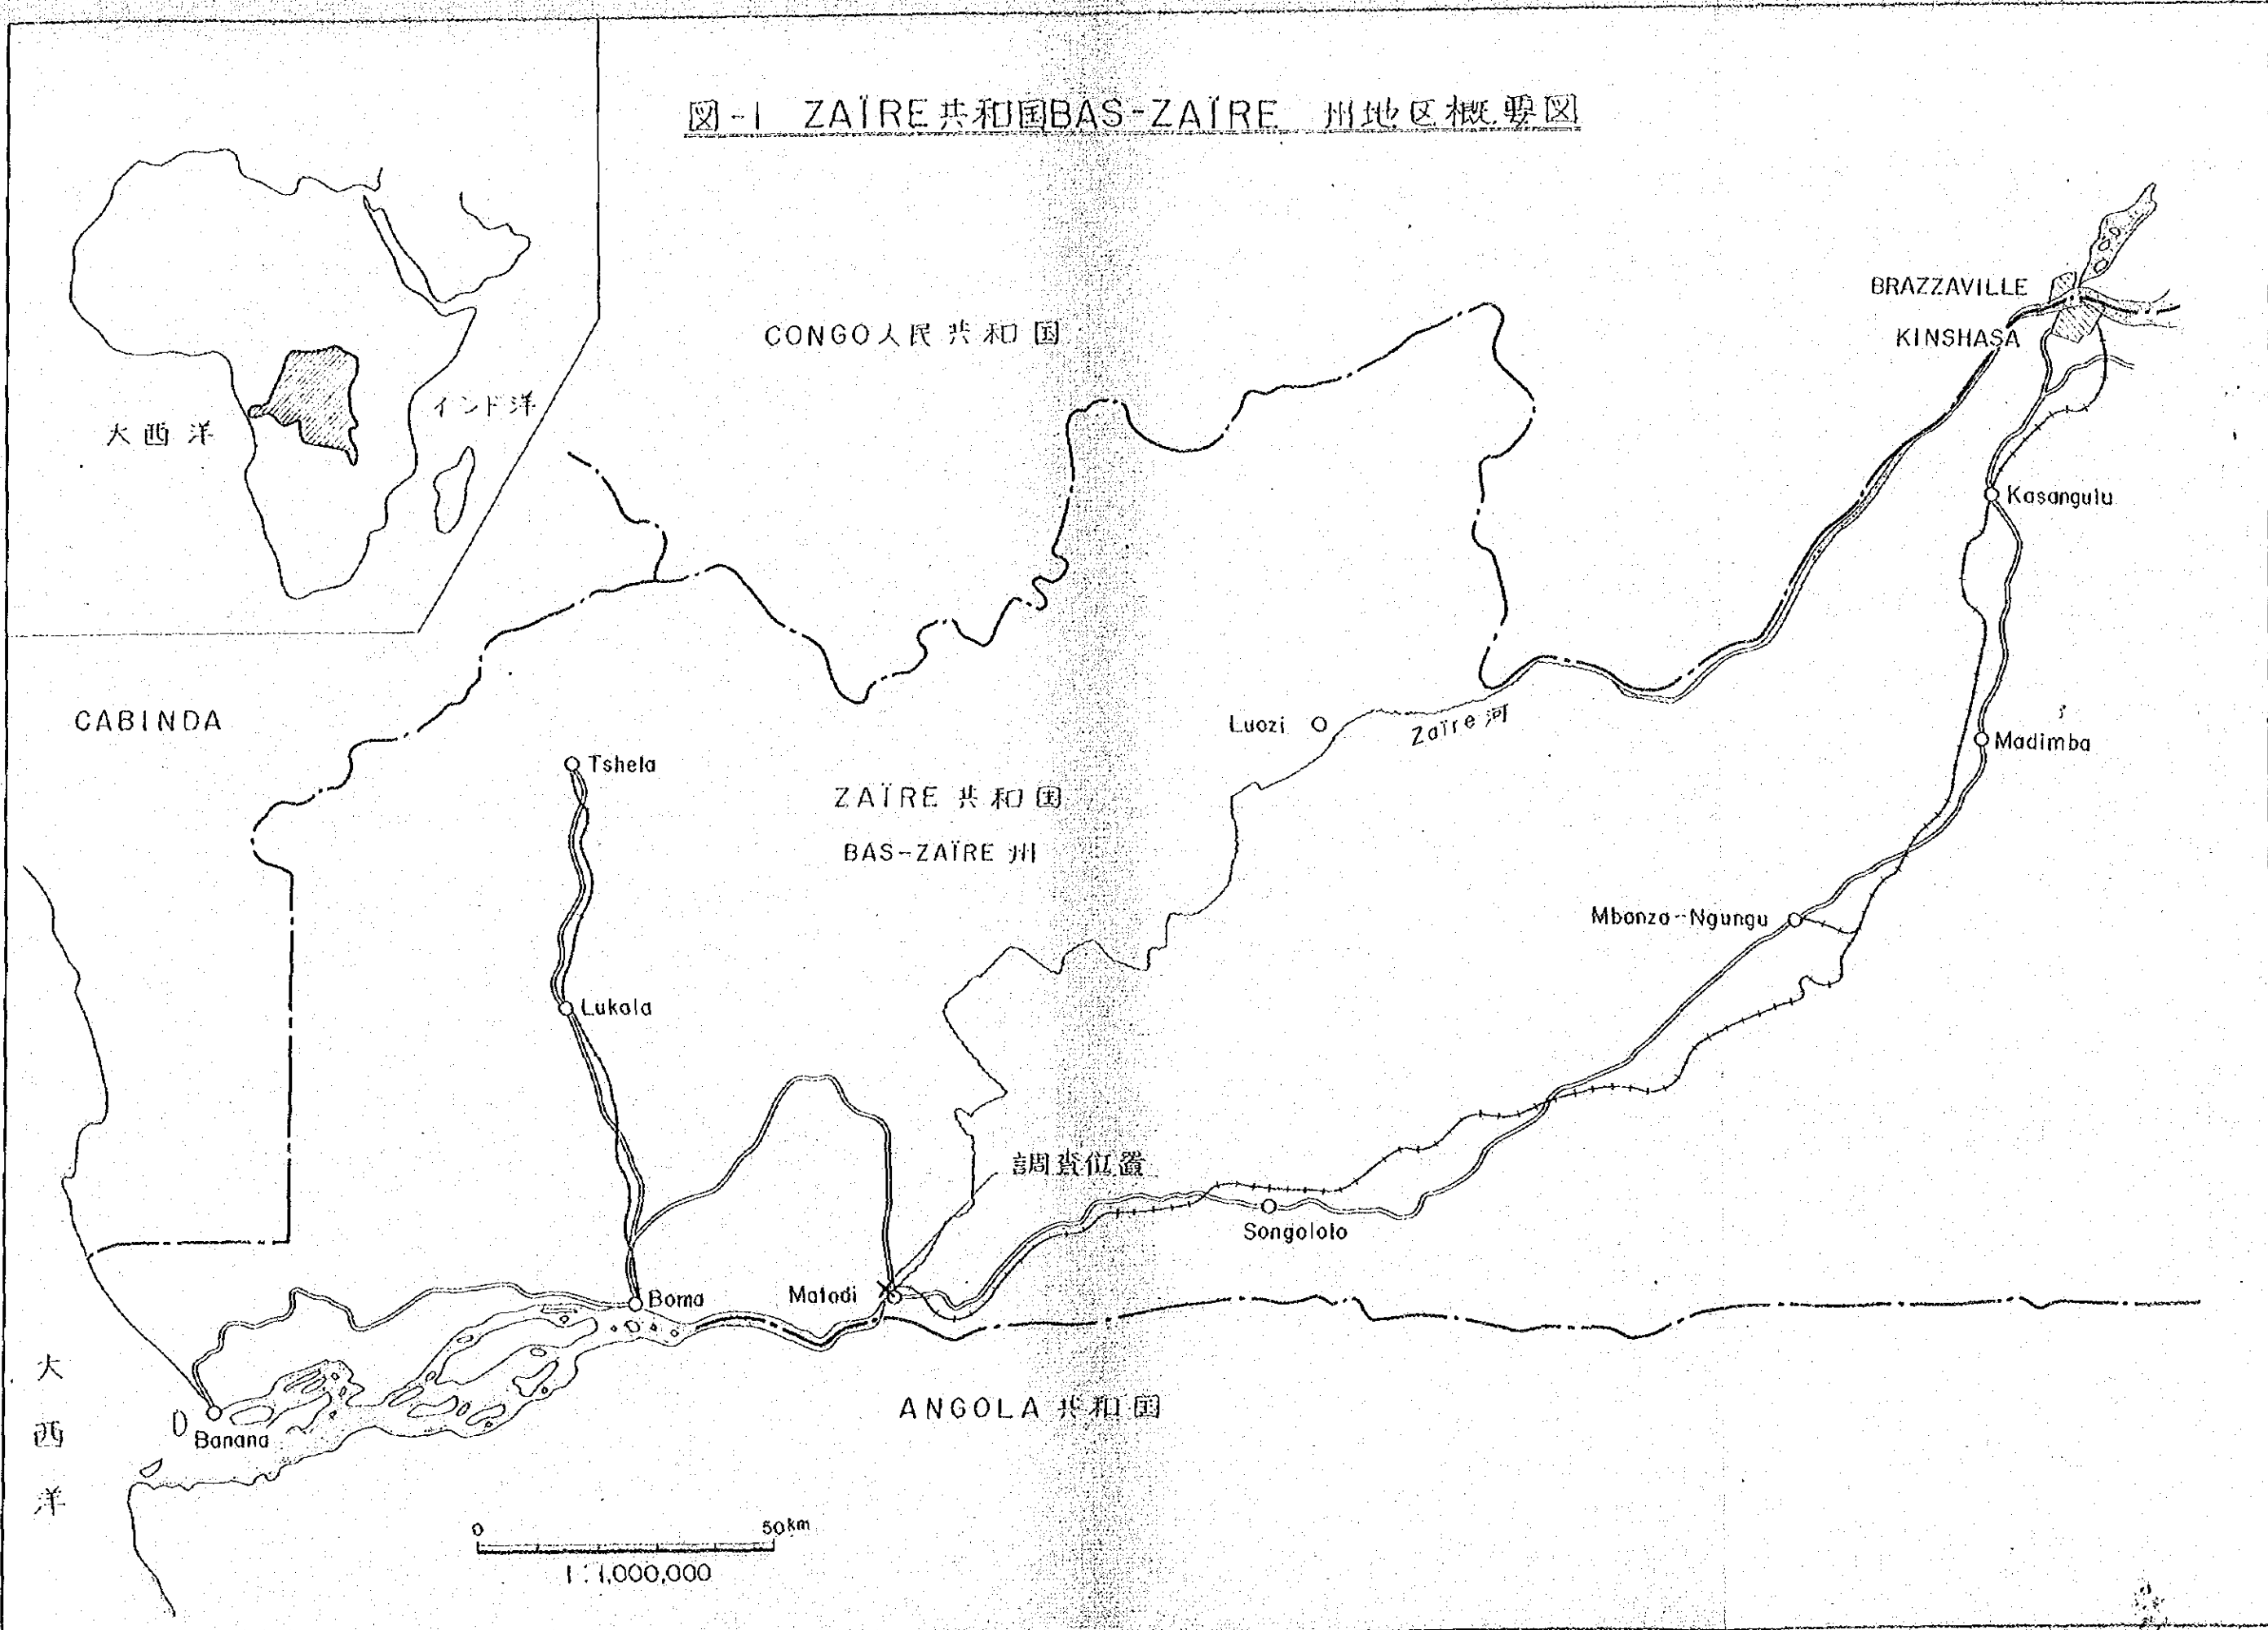 図-1 ZAÏRE共和国BAS-ZAÏRE 州地区概要図
BRAZZAVILLE
KINSHASA
CONGO人民共和国
インド洋
大西洋
Kasangulu
CABINDA
Luozi
Zaïre河
Madimba
Tshela
ZAÏRE共和国
BAS-ZAÏRE州
Mbanza-Ngungu
Lukala
調査位置
Songololo
Boma
Matadi
大西洋
ANGOLA共和国
Banana
0 50km
1:1,000,000